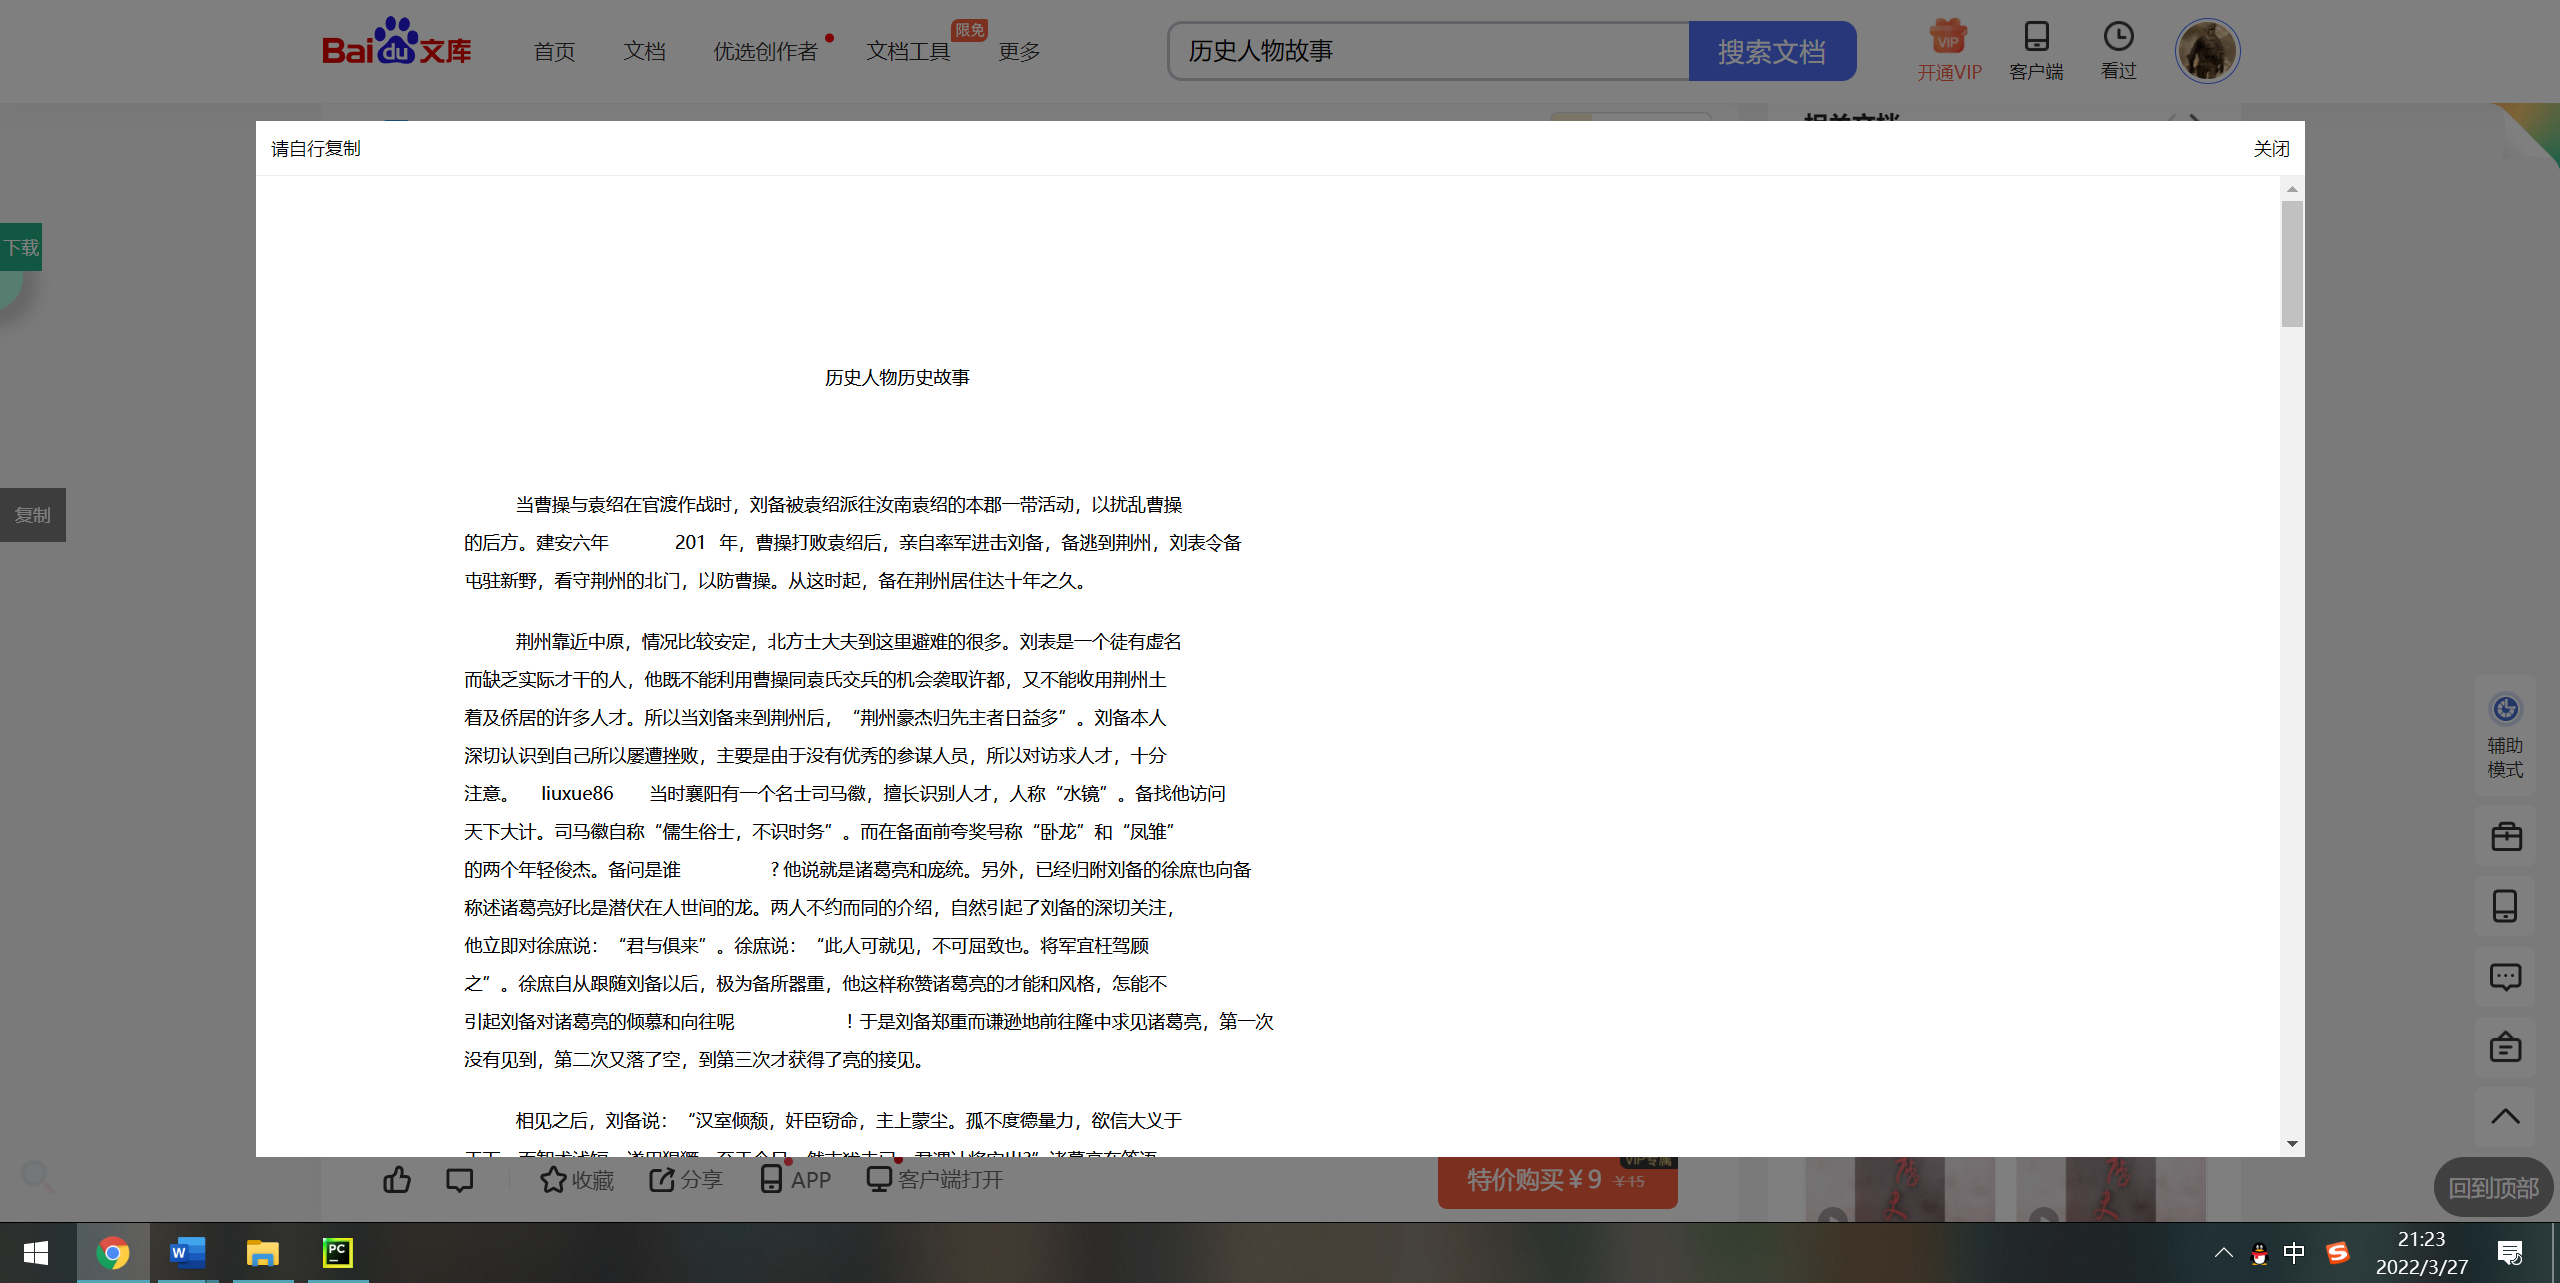 Baidu文库
首页
文档
优选创作者
文档工具
限免
更多
历史人物故事
搜索文档
VIP
开通VIP
客户端
看过
请自行复制
关闭
下载
复制
历史人物历史故事
当曹操与袁绍在官渡作战时，刘备被袁绍派往汝南袁绍的本郡一带活动，以扰乱曹操
的后方。建安六年 201 年，曹操打败袁绍后，亲自率军进击刘备，备逃到荆州，刘表令备
屯驻新野，看守荆州的北门，以防曹操。从这时起，备在荆州居住达十年之久。
荆州靠近中原，情况比较安定，北方士大夫到这里避难的很多。刘表是一个徒有虚名
而缺乏实际才干的人，他既不能利用曹操同袁氏交兵的机会袭取许都，又不能收用荆州土
着及侨居的许多人才。所以当刘备来到荆州后，“荆州豪杰归先主者日益多”。刘备本人
深切认识到自己所以屡遭挫败，主要是由于没有优秀的参谋人员，所以对访求人才，十分
注意。 liuxue86 当时襄阳有一个名士司马徽，擅长识别人才，人称“水镜”。备找他访问
天下大计。司马徽自称“儒生俗士，不识时务”。而在备面前夸奖号称“卧龙”和“凤雏”
的两个年轻俊杰。备问是谁 ? 他说就是诸葛亮和庞统。另外，已经归附刘备的徐庶也向备
称述诸葛亮好比是潜伏在人世间的龙。两人不约而同的介绍，自然引起了刘备的深切关注，
他立即对徐庶说：“君与俱来”。徐庶说：“此人可就见，不可屈致也。将军宜枉驾顾
之”。徐庶自从跟随刘备以后，极为备所器重，他这样称赞诸葛亮的才能和风格，怎能不
引起刘备对诸葛亮的倾慕和向往呢 ! 于是刘备郑重而谦逊地前往隆中求见诸葛亮，第一次
没有见到，第二次又落了空，到第三次才获得了亮的接见。
相见之后，刘备说：“汉室倾颓，奸臣窃命，主上蒙尘。孤不度德量力，欲信大义于
辅助
模式
收藏
分享
APP
客户端打开
特价购买￥9 ￥15
VIP专属
回到顶部
W
PC
中
21:23
2022/3/27